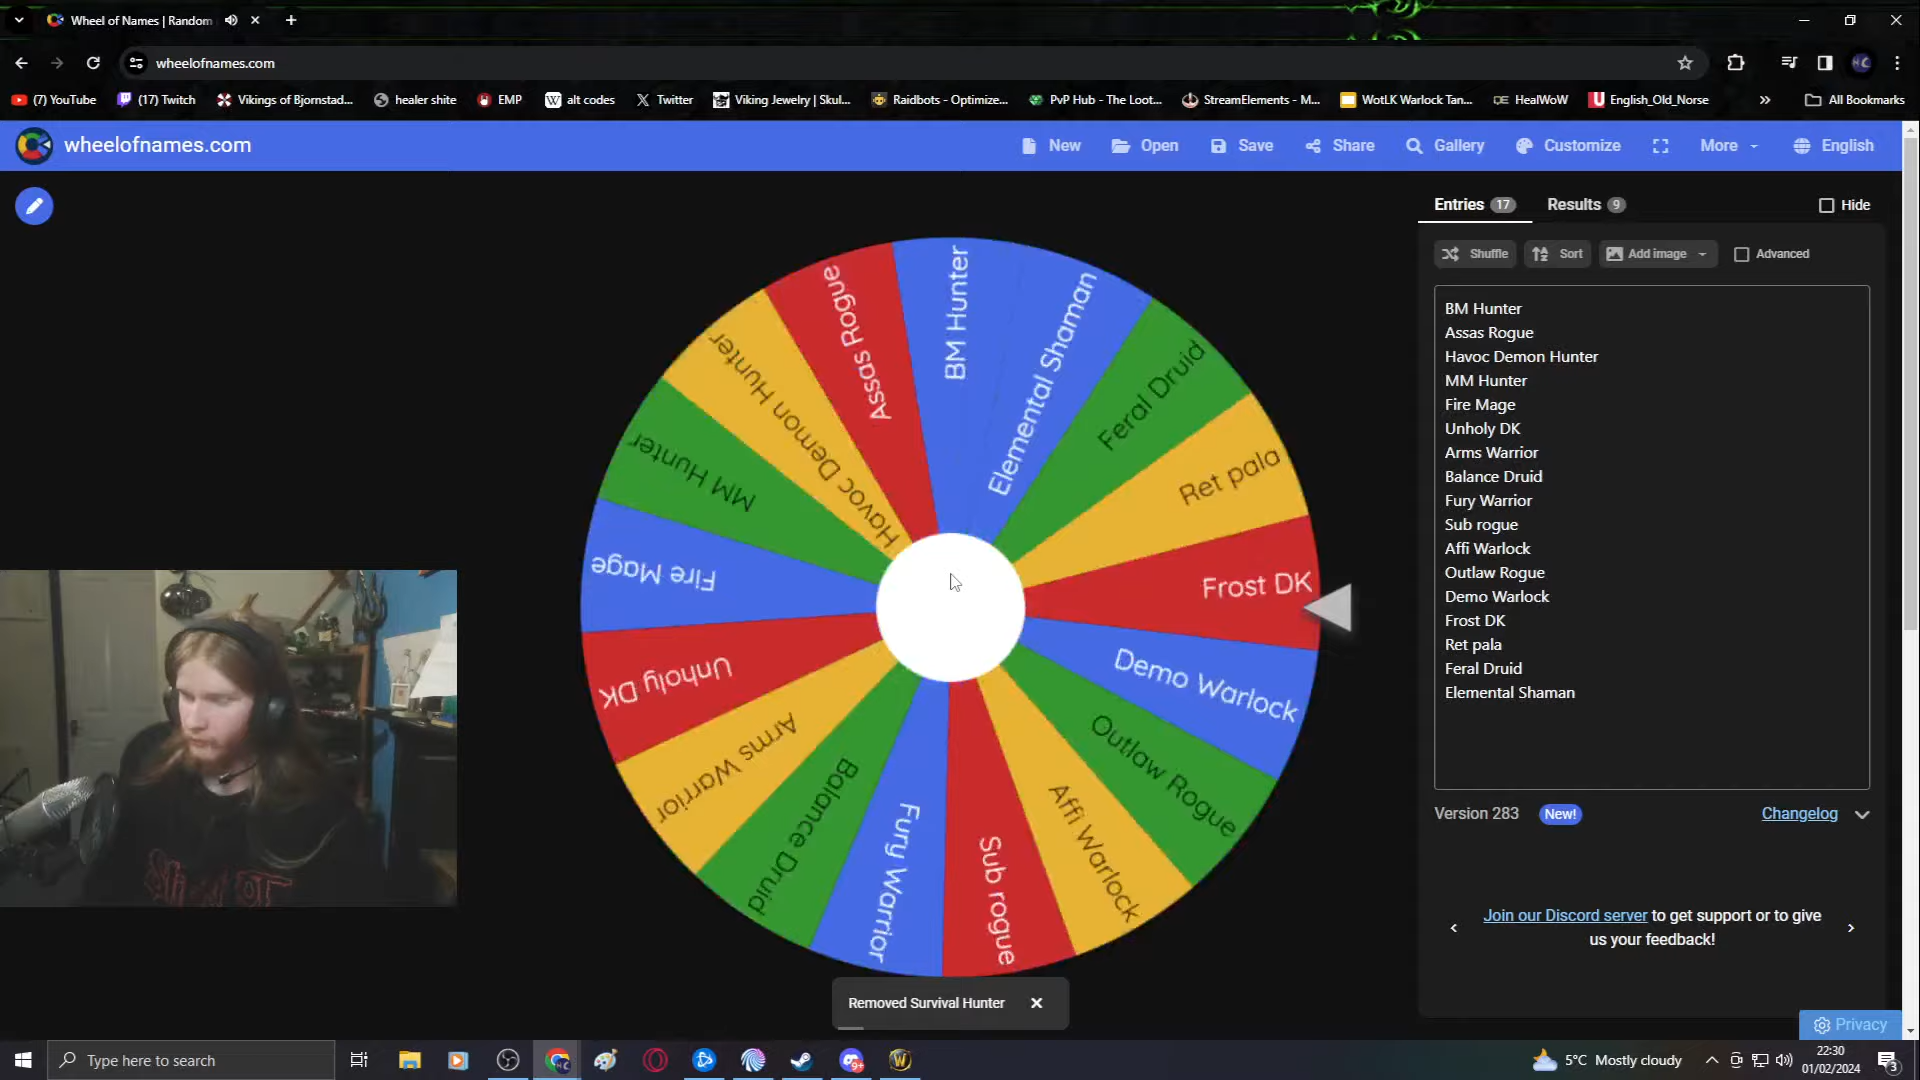 Wheel of Names | Random
wheelofnames.com
(7) YouTube
(17) Twitch
Vikings of Bjornstad...
healer shite
EMP
alt codes
Twitter
Viking Jewelry | Skul...
Raidbots - Optimize...
PvP Hub - The Loot...
StreamElements - M...
WotLK Warlock Tan...
HealWoW
English_Old_Norse
All Bookmarks
wheelofnames.com
New
Open
Save
Share
Gallery
Customize
More
English
Entries 17
Results 9
Hide
Shuffle
Sort
Add image
Advanced
BM Hunter
Assas Rogue
Havoc Demon Hunter
MM Hunter
Fire Mage
Unholy DK
Arms Warrior
Balance Druid
Fury Warrior
Sub rogue
Affi Warlock
Outlaw Rogue
Demo Warlock
Frost DK
Ret pala
Feral Druid
Elemental Shaman
BM Hunter
Elemental Shaman
Feral Druid
Ret pala
Frost DK
Demo Warlock
Outlaw Rogue
Affi Warlock
Sub rogue
Fury Warrior
Balance Druid
Arms Warrior
Unholy DK
Fire Mage
MM Hunter
Havoc Demon Hunter
Assas Rogue
Version 283 New!
Changelog
Join our Discord server to get support or to give
us your feedback!
Removed Survival Hunter
Privacy
Type here to search
5°C Mostly cloudy
22:30
01/02/2024
3